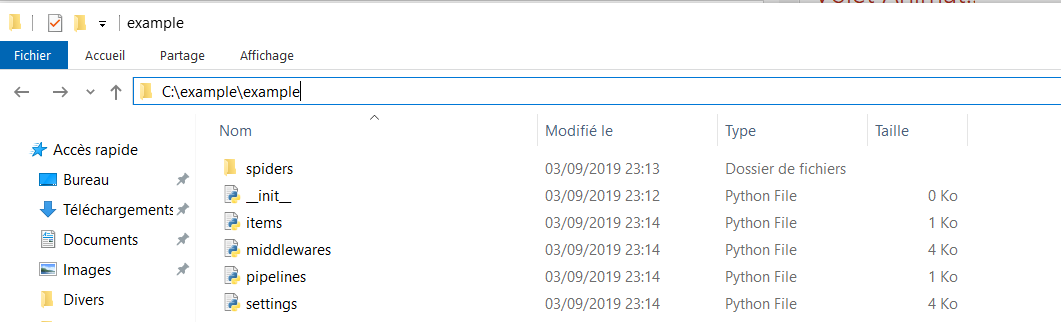 Volet Animat..
example
Fichier Accueil Partage Affichage
C:\example\example
Nom Modifié le Type Taille
Accès rapide
Bureau
Téléchargements
Documents
Images
Divers
spiders 03/09/2019 23:13 Dossier de fichiers
__init__ 03/09/2019 23:12 Python File 0 Ko
items 03/09/2019 23:14 Python File 1 Ko
middlewares 03/09/2019 23:14 Python File 4 Ko
pipelines 03/09/2019 23:14 Python File 1 Ko
settings 03/09/2019 23:14 Python File 4 Ko